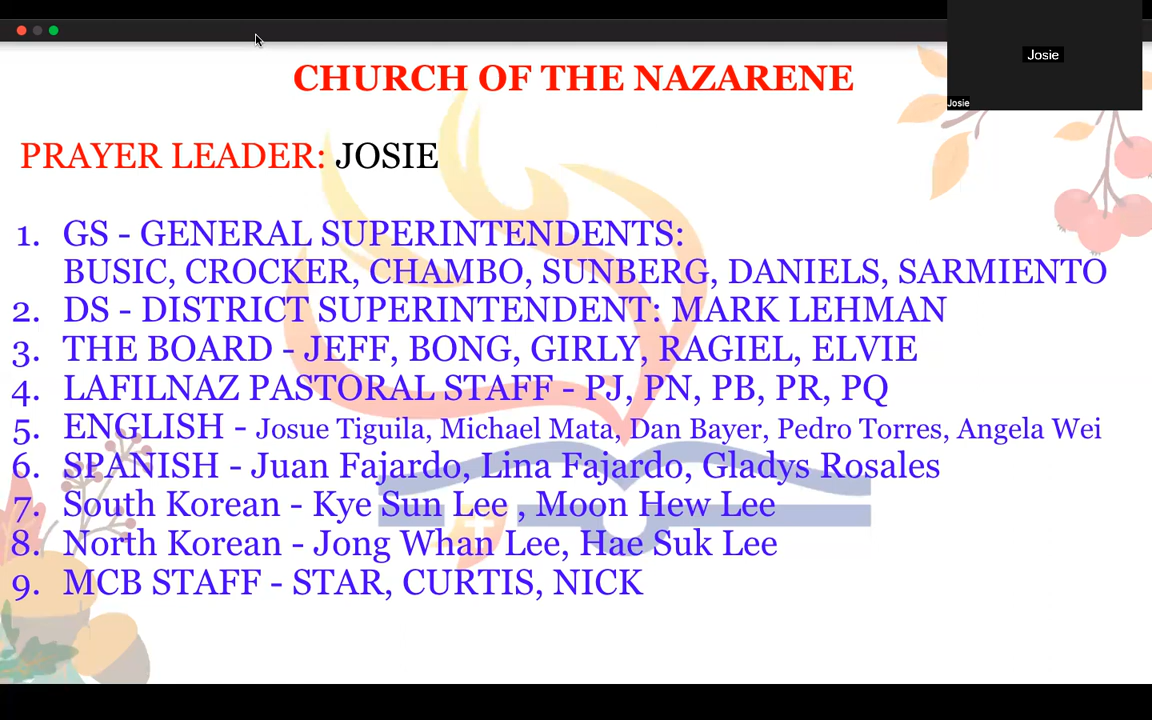 Josie
Josie
CHURCH OF THE NAZARENE
PRAYER LEADER: JOSIE
1. GS - GENERAL SUPERINTENDENTS:
BUSIC, CROCKER, CHAMBO, SUNBERG, DANIELS, SARMIENTO
2. DS - DISTRICT SUPERINTENDENT: MARK LEHMAN
3. THE BOARD - JEFF, BONG, GIRLY, RAGIEL, ELVIE
4. LAFILNAZ PASTORAL STAFF - PJ, PN, PB, PR, PQ
5. ENGLISH - Josue Tiguila, Michael Mata, Dan Bayer, Pedro Torres, Angela Wei
6. SPANISH - Juan Fajardo, Lina Fajardo, Gladys Rosales
7. South Korean - Kye Sun Lee , Moon Hew Lee
8. North Korean - Jong Whan Lee, Hae Suk Lee
9. MCB STAFF - STAR, CURTIS, NICK